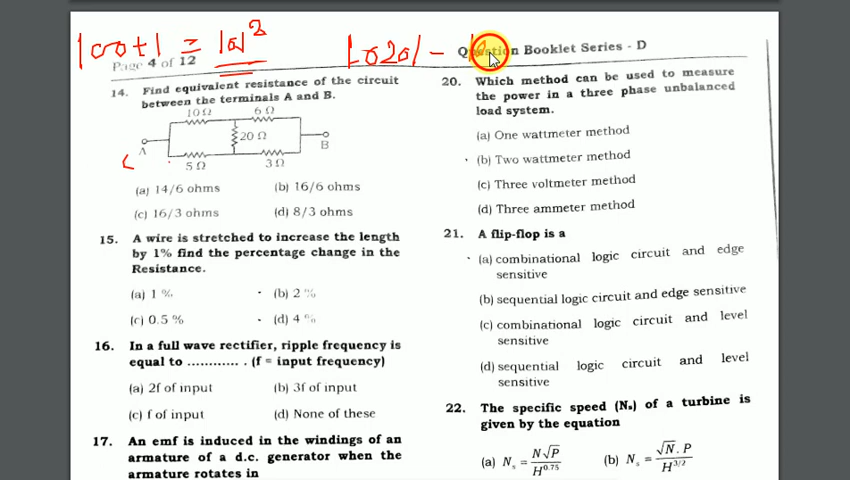 100+1 = 10²
1020 1 -
Question Booklet Series - D
Page 4 of 12
14. Find equivalent resistance of the circuit
between the terminals A and B.
10 Ω 6 Ω
20 Ω
A B
5 Ω 3 Ω
(a) 14/6 ohms (b) 16/6 ohms
(c) 16/3 ohms (d) 8/3 ohms
15. A wire is stretched to increase the length
by 1% find the percentage change in the
Resistance.
(a) 1 % (b) 2 %
(c) 0.5 % (d) 4 %
16. In a full wave rectifier, ripple frequency is
equal to ............ . (f = input frequency)
(a) 2f of input (b) 3f of input
(c) f of input (d) None of these
17. An emf is induced in the windings of an
armature of a d.c. generator when the
armature rotates in
20. Which method can be used to measure
the power in a three phase unbalanced
load system.
(a) One wattmeter method
(b) Two wattmeter method
(c) Three voltmeter method
(d) Three ammeter method
21. A flip-flop is a
(a) combinational logic circuit and edge
sensitive
(b) sequential logic circuit and edge sensitive
(c) combinational logic circuit and level
sensitive
(d) sequential logic circuit and level
sensitive
22. The specific speed (Nₛ) of a turbine is
given by the equation
(a) Nₛ = N√P / H^0.75 (b) Nₛ = √N . P / H^3/2